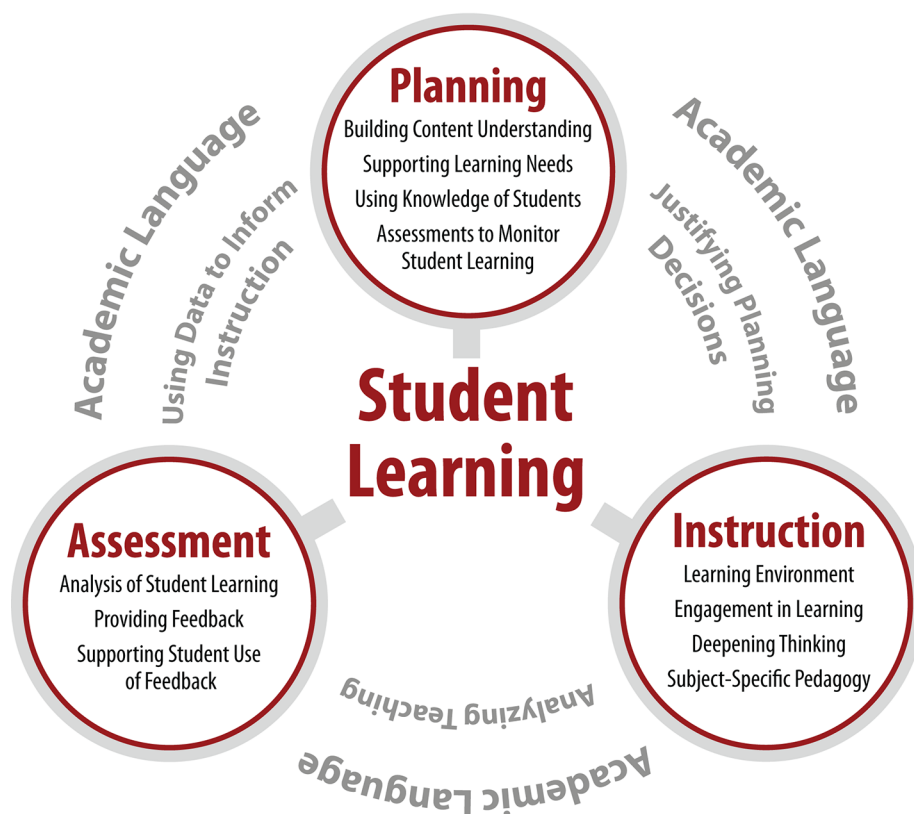 Planning
Building Content Understanding
Supporting Learning Needs
Using Knowledge of Students
Assessments to Monitor
Student Learning
Academic Language
Using Data to Inform
Instruction
Academic Language
Justifying Planning
Decisions
Student
Learning
Assessment
Analysis of Student Learning
Providing Feedback
Supporting Student Use
of Feedback
Instruction
Learning Environment
Engagement in Learning
Deepening Thinking
Subject-Specific Pedagogy
Analyzing Teaching
Academic Language